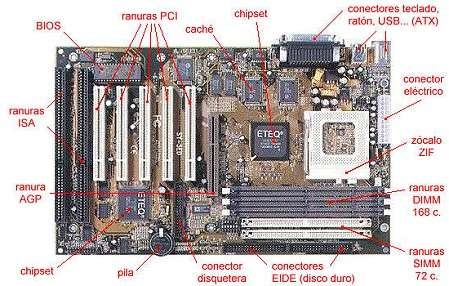 conectores teclado,
ratón, USB... (ATX)
chipset
ranuras PCI
BIOS
caché
conector
eléctrico
ranuras
ISA
ETEQ
zócalo
ZIF
ranura
AGP
ranuras
DIMM
168 c.
ETEQ
chipset
pila
conector
disquetera
conectores
EIDE (disco duro)
ranuras
SIMM
72 c.